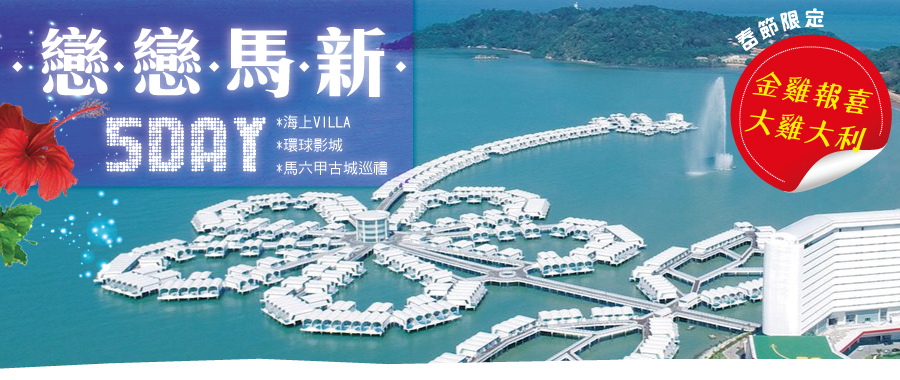 ·戀·戀·馬·新·
5DAY
*海上VILLA
*環球影城
*馬六甲古城巡禮
春節限定
金雞報喜
大雞大利